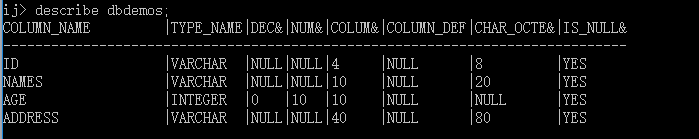 ij> describe dbdemos;
COLUMN_NAME         |TYPE_NAME|DEC&|NUM&|COLUM&|COLUMN_DEF|CHAR_OCTE&|IS_NULL&
------------------------------------------------------------------------------
ID                  |VARCHAR  |NULL|NULL|4     |NULL      |8         |YES
NAMES               |VARCHAR  |NULL|NULL|10    |NULL      |20        |YES
AGE                 |INTEGER  |0   |10  |10    |NULL      |NULL      |YES
ADDRESS             |VARCHAR  |NULL|NULL|40    |NULL      |80        |YES